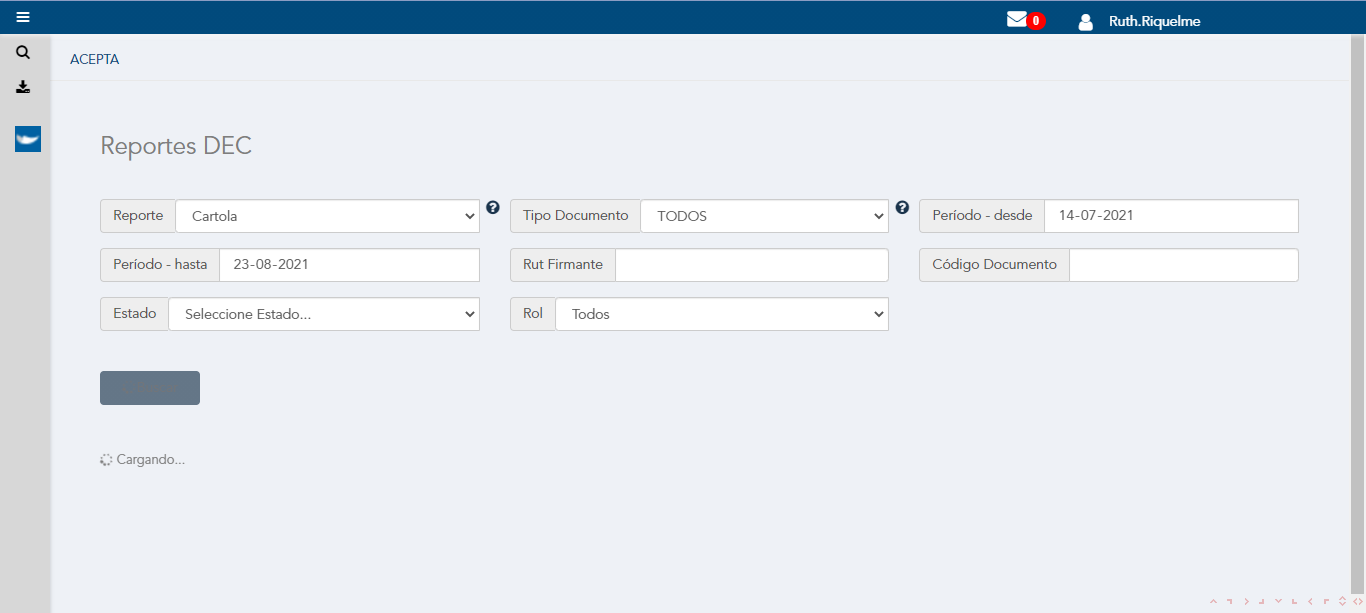 0 Ruth.Riquelme
ACEPTA
Reportes DEC
Reporte Cartola Tipo Documento TODOS Período - desde 14-07-2021
Período - hasta 23-08-2021 Rut Firmante Código Documento
Estado Seleccione Estado... Rol Todos
Cargando...